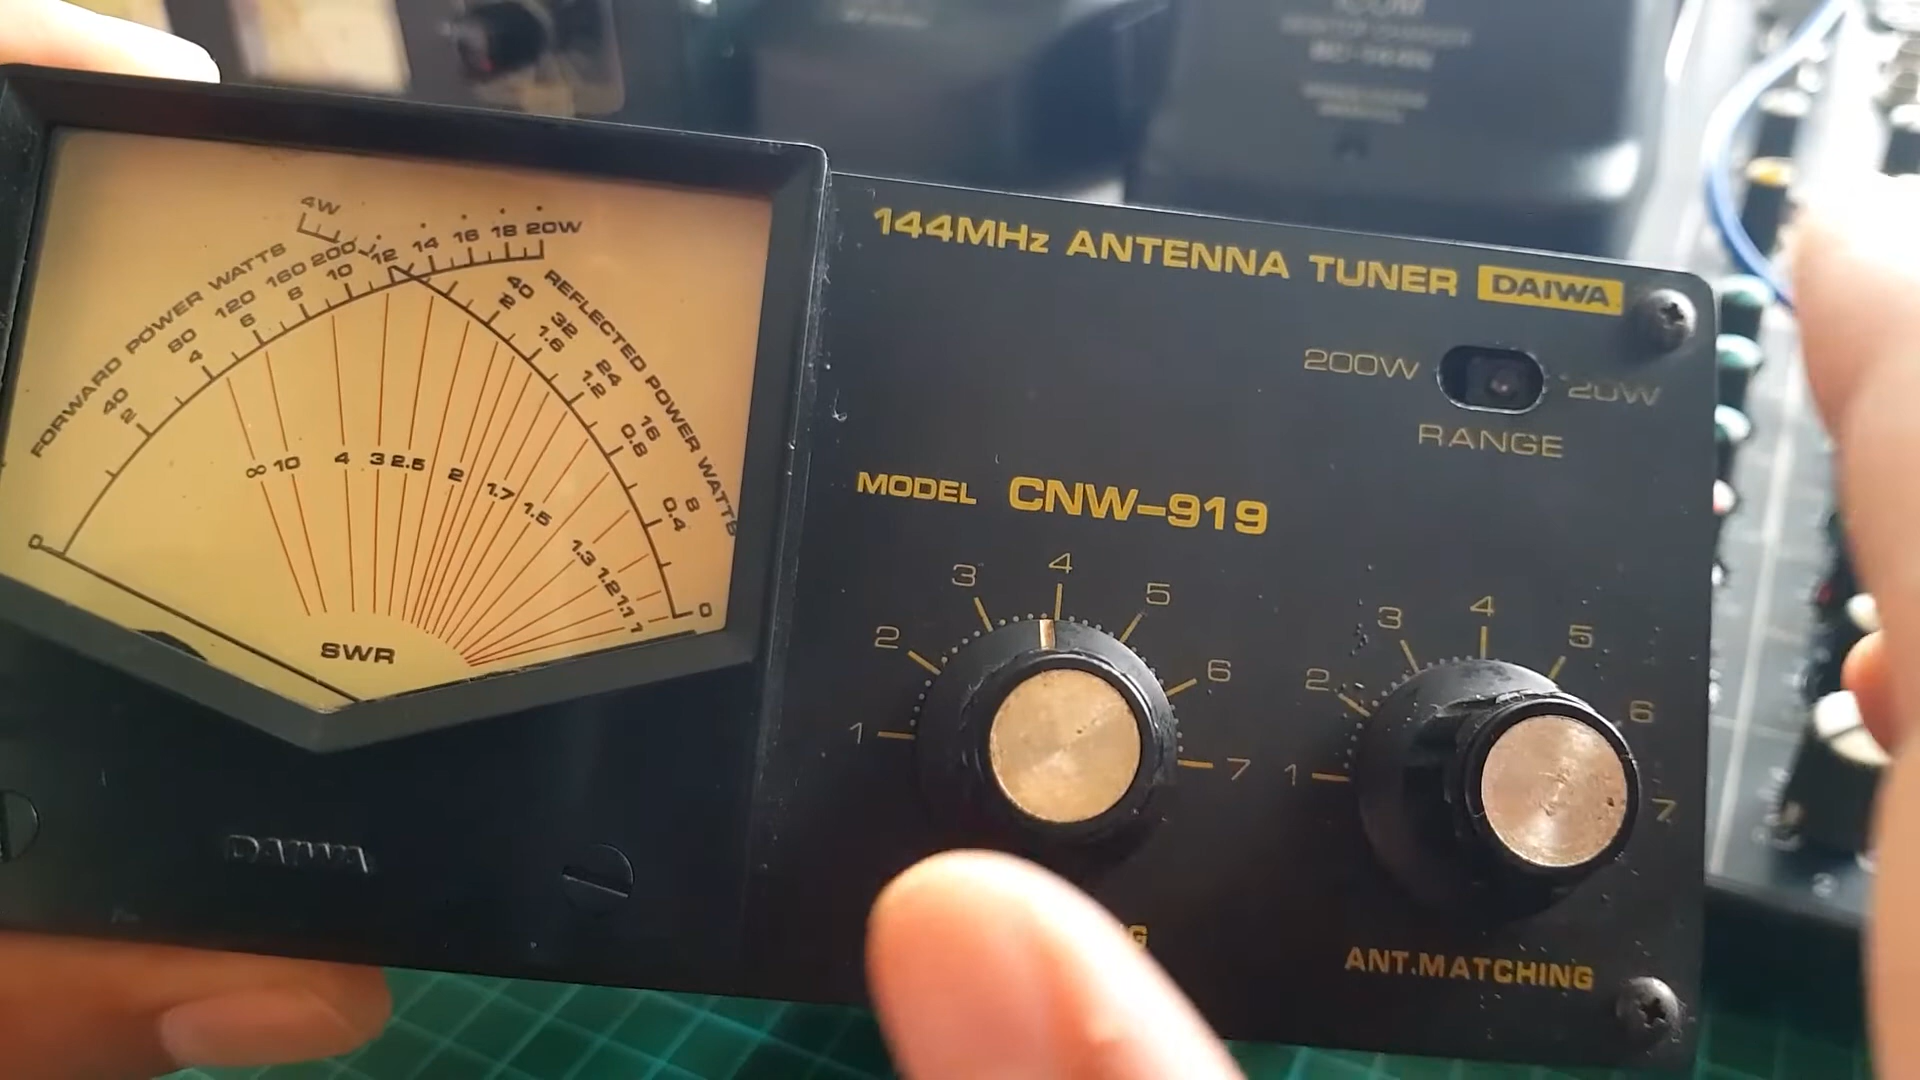 4W
200 12 14 16 18 20W
FORWARD POWER WATTS
40 80 120 160 200
2 4 6 8 10
REFLECTED POWER WATTS
40 32 24 16 8
2 1.6 1.2 0.8 0.4
∞ 10 4 3 2.5 2 1.7 1.5 1.3 1.2 1.1 1
0 0
SWR
DAIWA
144MHz ANTENNA TUNER DAIWA
200W 20W
RANGE
MODEL CNW-919
1 2 3 4 5 6 7
1 2 3 4 5 6 7
G
ANT.MATCHING